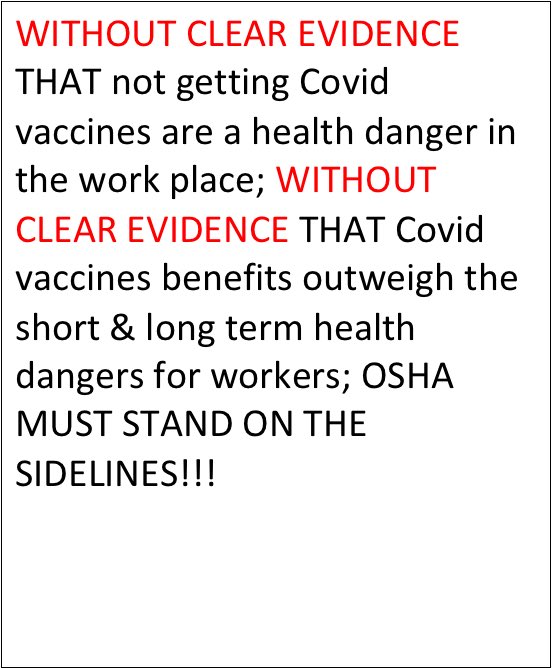 WITHOUT CLEAR EVIDENCE
THAT not getting Covid
vaccines are a health danger in
the work place; WITHOUT
CLEAR EVIDENCE THAT Covid
vaccines benefits outweigh the
short & long term health
dangers for workers; OSHA
MUST STAND ON THE
SIDELINES!!!